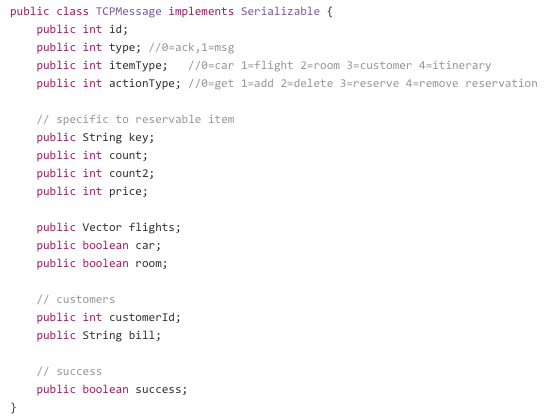 public class TCPMessage implements Serializable {
public int id;
public int type; //0=ack,1=msg
public int itemType;   //0=car 1=flight 2=room 3=customer 4=itinerary
public int actionType; //0=get 1=add 2=delete 3=reserve 4=remove reservation
// specific to reservable item
public String key;
public int count;
public int count2;
public int price;
public Vector flights;
public boolean car;
public boolean room;
// customers
public int customerId;
public String bill;
// success
public boolean success;
}